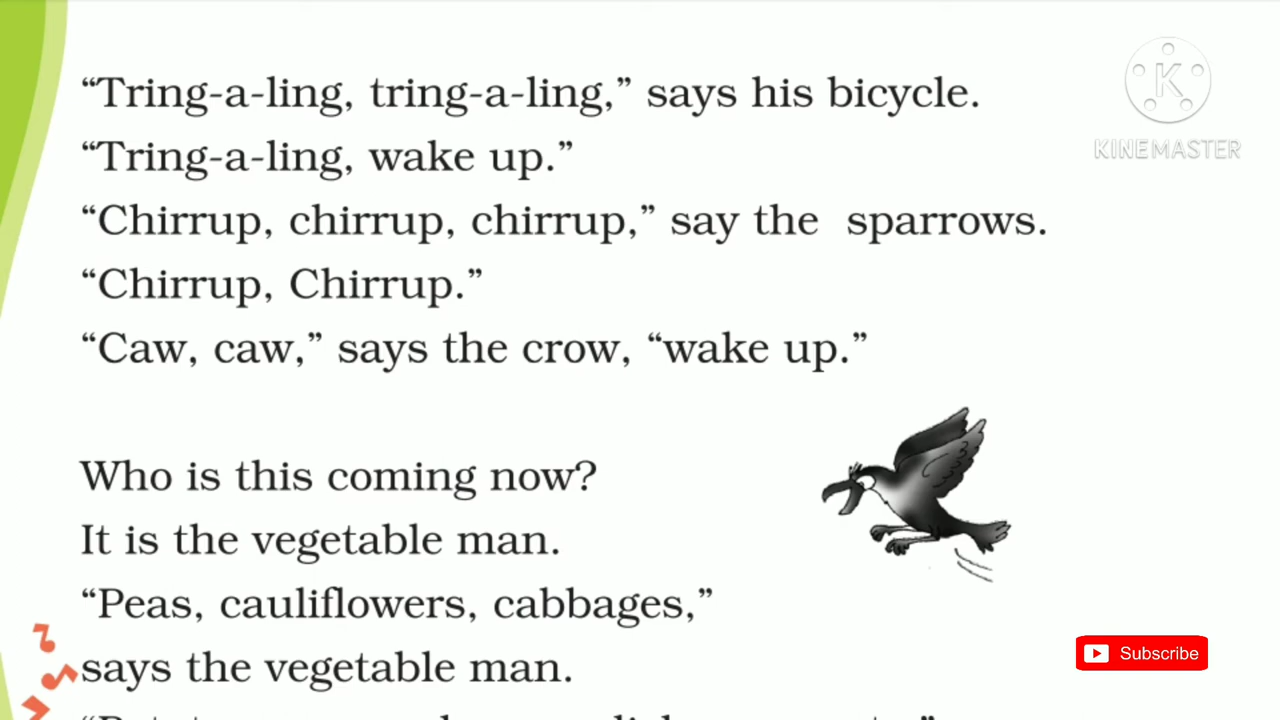 “Tring-a-ling, tring-a-ling,” says his bicycle.
“Tring-a-ling, wake up.”
“Chirrup, chirrup, chirrup,” say the sparrows.
“Chirrup, Chirrup.”
“Caw, caw,” says the crow, “wake up.”
Who is this coming now?
It is the vegetable man.
“Peas, cauliflowers, cabbages,”
says the vegetable man.
K
KINEMASTER
Subscribe